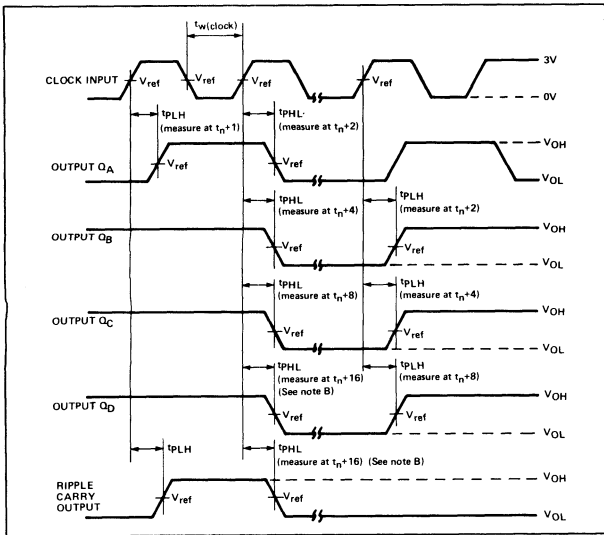 tw(clock)
3V
CLOCK INPUT
Vref
Vref
Vref
Vref
0V
tPLH
(measure at tn+1)
tPHL
(measure at tn+2)
OUTPUT QA
Vref
Vref
VOH
VOL
tPHL
(measure at tn+4)
tPLH
(measure at tn+2)
OUTPUT QB
Vref
Vref
VOH
VOL
tPHL
(measure at tn+8)
tPLH
(measure at tn+4)
OUTPUT QC
Vref
Vref
VOH
VOL
tPHL
(measure at tn+16)
(See note B)
tPLH
(measure at tn+8)
OUTPUT QD
Vref
Vref
VOH
VOL
tPLH
tPHL
(measure at tn+16) (See note B)
RIPPLE
CARRY
OUTPUT
Vref
Vref
VOH
VOL